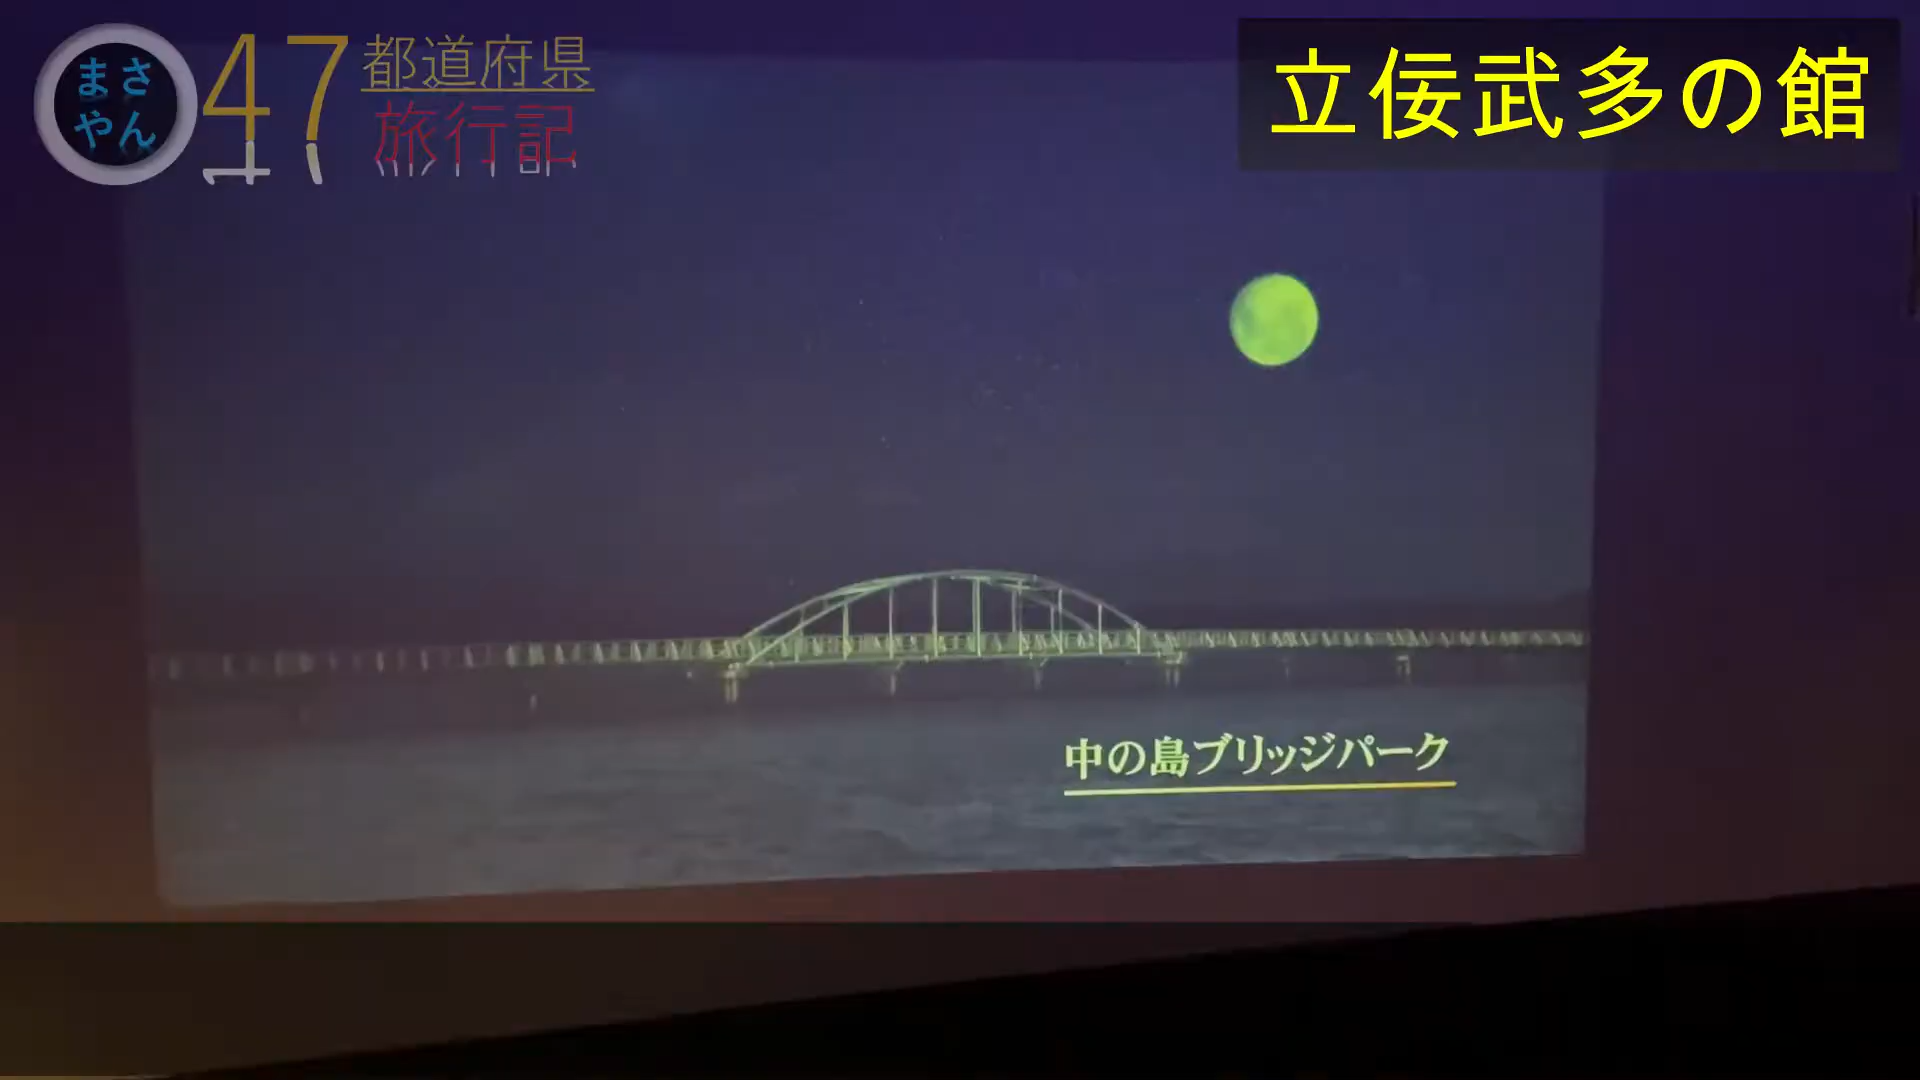 まさ
やん
47
都道府県
旅行記
立佞武多の館
中の島ブリッジパーク